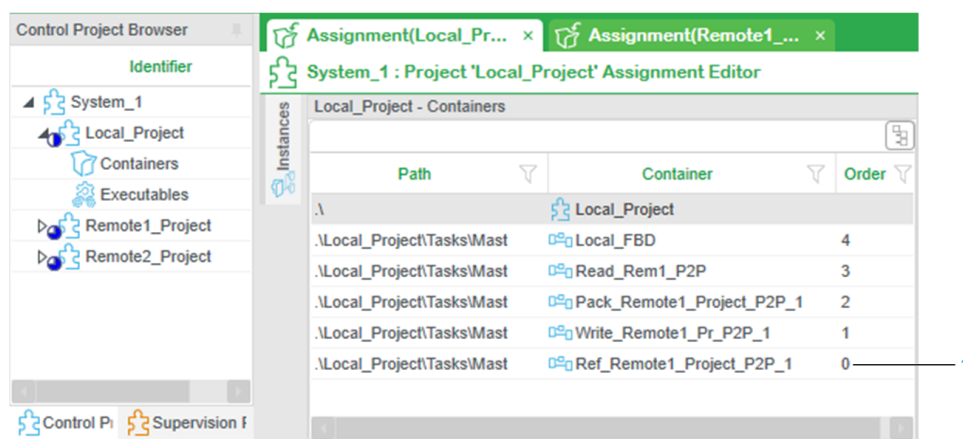 Control Project Browser
Identifier
System_1
Local_Project
Containers
Executables
Remote1_Project
Remote2_Project
Control P
Supervision
Assignment(Local_Pr... ×
Assignment(Remote1_... ×
System_1 : Project 'Local_Project' Assignment Editor
Instances
Local_Project - Containers
Path Container Order
.\ Local_Project
.\Local_Project\Tasks\Mast Local_FBD 4
.\Local_Project\Tasks\Mast Read_Rem1_P2P 3
.\Local_Project\Tasks\Mast Pack_Remote1_Project_P2P_1 2
.\Local_Project\Tasks\Mast Write_Remote1_Pr_P2P_1 1
.\Local_Project\Tasks\Mast Ref_Remote1_Project_P2P_1 0